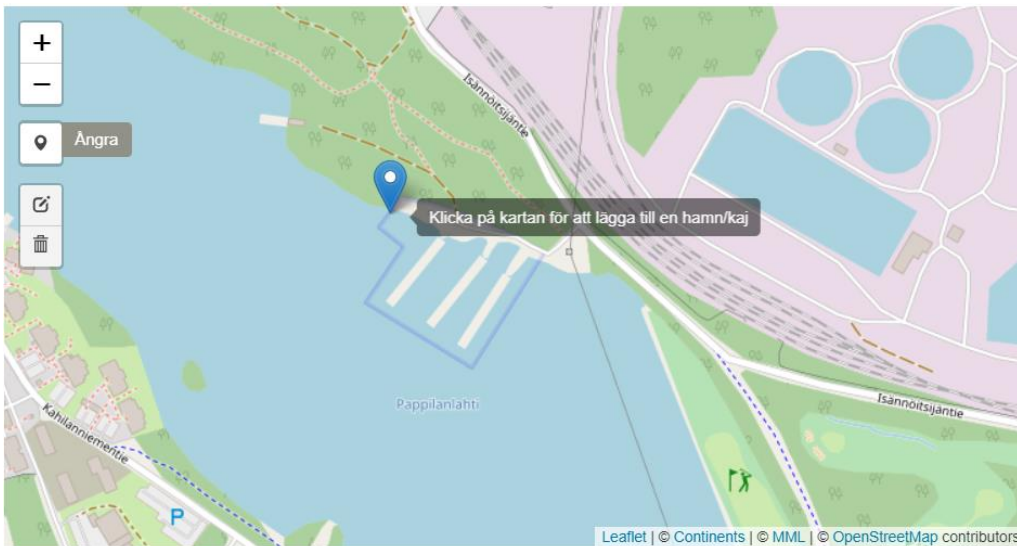 +
−
Ångra
Isännöitsijäntie
Klicka på kartan för att lägga till en hamn/kaj
Pappilanlahti
Isännöitsijäntie
Kahilanniementie
P
Leaflet | © Continents | © MML | © OpenStreetMap contributors